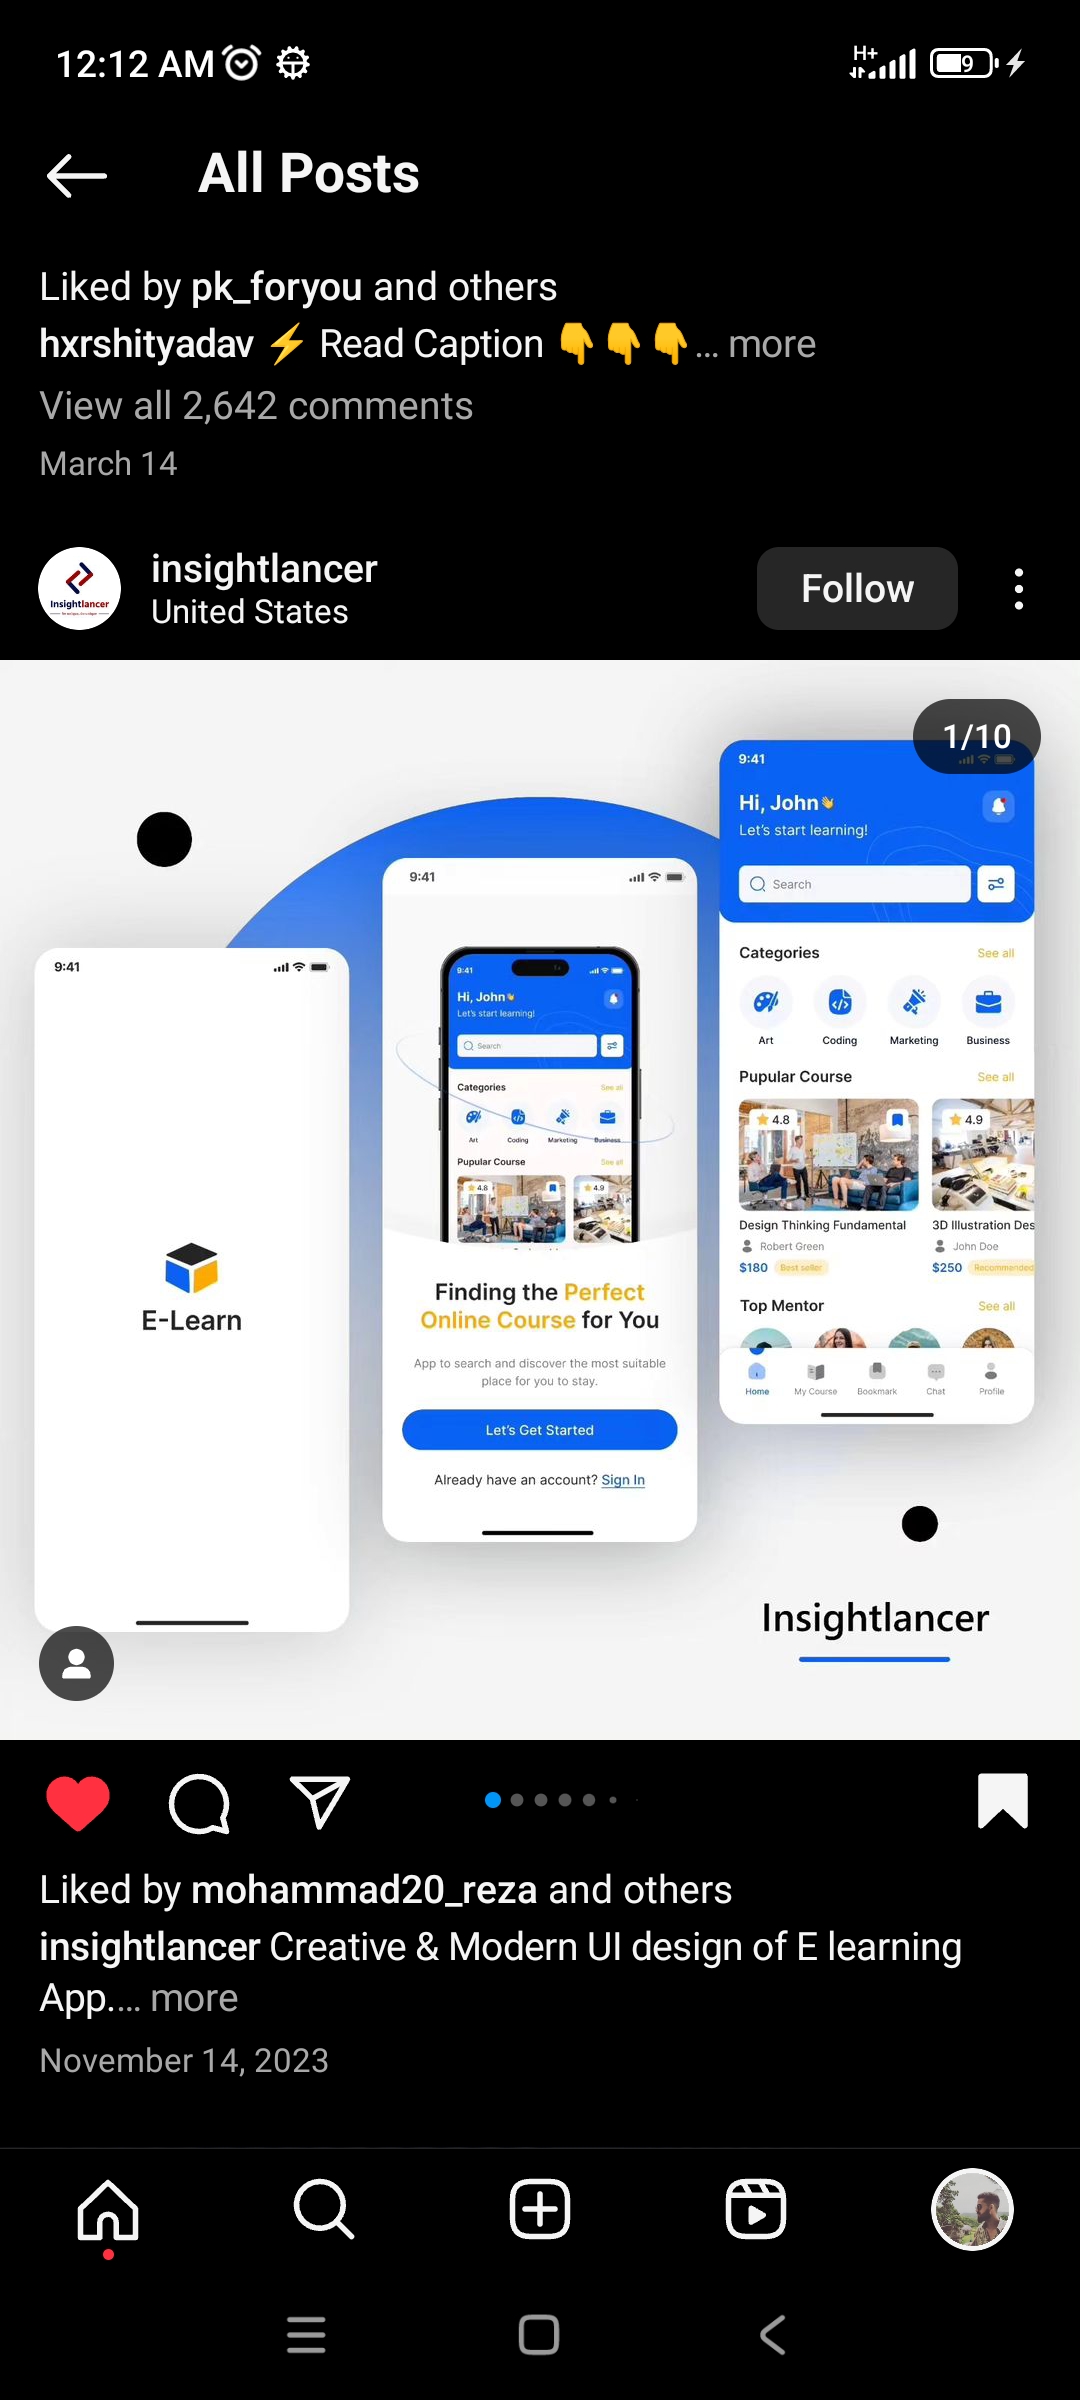 12:12 AM
H+
9
All Posts
Liked by pk_foryou and others
hxrshityadav ⚡ Read Caption 👇👇👇... more
View all 2,642 comments
March 14
Insightlancer
insightlancer
United States
Follow
1/10
9:41
E-Learn
9:41
9:41
Hi, John👋
Let's start learning!
Search
Categories
See all
Art
Coding
Marketing
Business
Pupular Course
See all
4.8
4.9
Finding the Perfect
Online Course for You
App to search and discover the most suitable
place for you to stay.
Let's Get Started
Already have an account? Sign In
9:41
Hi, John👋
Let's start learning!
Search
Categories
See all
Art
Coding
Marketing
Business
Pupular Course
See all
4.8
4.9
Design Thinking Fundamental
3D Illustration Des
Robert Green
John Doe
$180 Best seller
$250 Recommended
Top Mentor
See all
Home
My Course
Bookmark
Chat
Profile
Insightlancer
Liked by mohammad20_reza and others
insightlancer Creative & Modern UI design of E learning
App.... more
November 14, 2023